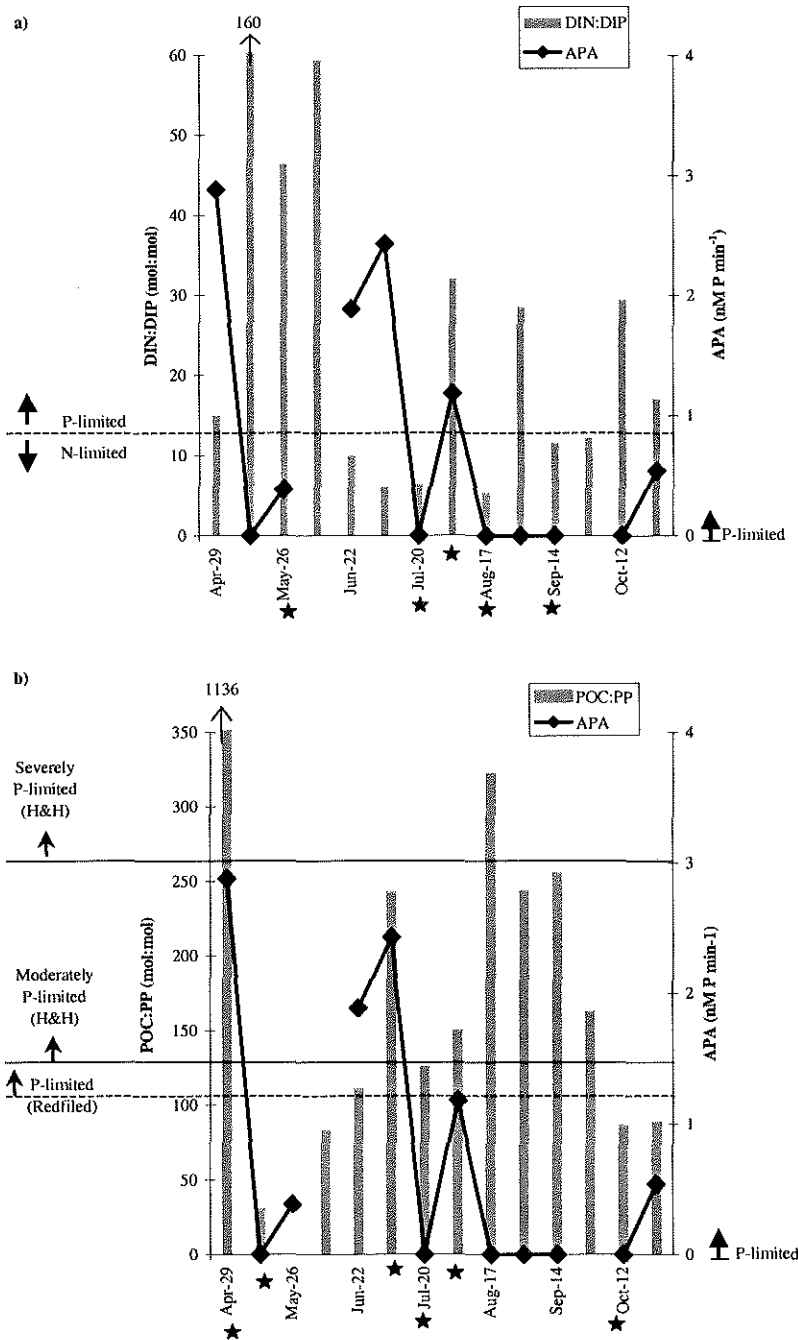 a)
160
DIN:DIP
APA
60
50
40
30
20
10
0
DIN:DIP (mol:mol)
4
3
2
1
0
APA (nM P min⁻¹)
P-limited
N-limited
P-limited
Apr-29
May-26
Jun-22
Jul-20
Aug-17
Sep-14
Oct-12
b)
1136
POC:PP
APA
350
300
250
200
150
100
50
0
POC:PP (mol:mol)
4
3
2
1
0
APA (nM P min-1)
Severely
P-limited
(H&H)
Moderately
P-limited
(H&H)
P-limited
(Redfiled)
P-limited
Apr-29
May-26
Jun-22
Jul-20
Aug-17
Sep-14
Oct-12